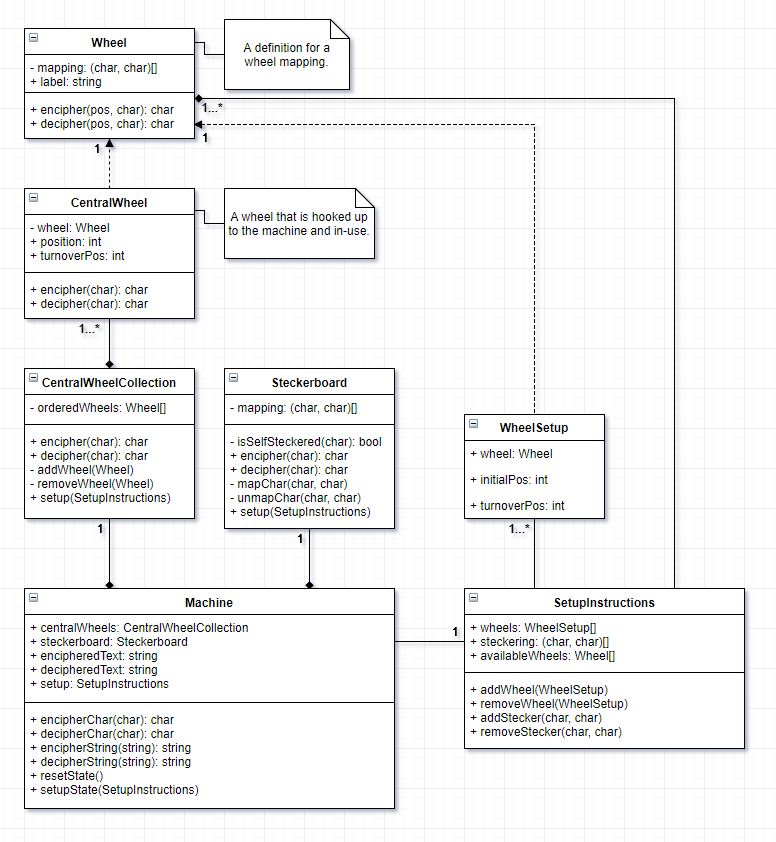 Wheel
- mapping: (char, char)[]
+ label: string
+ encipher(pos, char): char
+ decipher(pos, char): char
A definition for a
wheel mapping.
1...*
1
1
CentralWheel
- wheel: Wheel
+ position: int
+ turnoverPos: int
+ encipher(char): char
+ decipher(char): char
A wheel that is hooked up
to the machine and in-use.
1...*
CentralWheelCollection
- orderedWheels: Wheel[]
+ encipher(char): char
+ decipher(char): char
- addWheel(Wheel)
- removeWheel(Wheel)
+ setup(SetupInstructions)
1
Steckerboard
- mapping: (char, char)[]
- isSelfSteckered(char): bool
+ encipher(char): char
+ decipher(char): char
- mapChar(char, char)
- unmapChar(char, char)
+ setup(SetupInstructions)
1
WheelSetup
+ wheel: Wheel
+ initialPos: int
+ turnoverPos: int
1...*
Machine
+ centralWheels: CentralWheelCollection
+ steckerboard: Steckerboard
+ encipheredText: string
+ decipheredText: string
+ setup: SetupInstructions
+ encipherChar(char): char
+ decipherChar(char): char
+ encipherString(string): string
+ decipherString(string): string
+ resetState()
+ setupState(SetupInstructions)
1
SetupInstructions
+ wheels: WheelSetup[]
+ steckering: (char, char)[]
+ availableWheels: Wheel[]
+ addWheel(WheelSetup)
+ removeWheel(WheelSetup)
+ addStecker(char, char)
+ removeStecker(char, char)